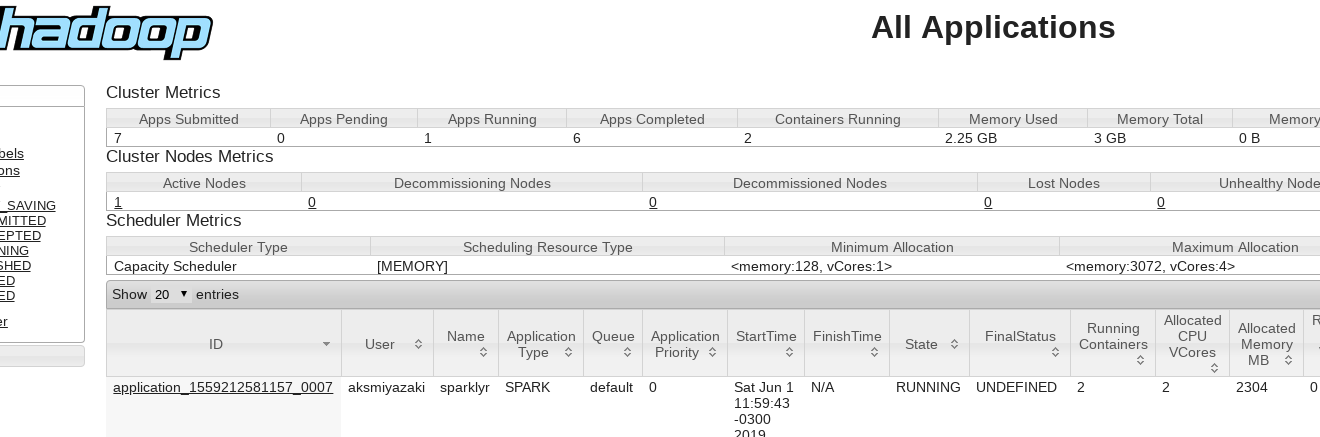 hadoop
All Applications
bels
ons
_SAVING
MITTED
EPTED
NING
SHED
ED
ED
er
Cluster Metrics
Apps Submitted Apps Pending Apps Running Apps Completed Containers Running Memory Used Memory Total Memory
7 0 1 6 2 2.25 GB 3 GB 0 B
Cluster Nodes Metrics
Active Nodes Decommissioning Nodes Decommissioned Nodes Lost Nodes Unhealthy Node
1 0 0 0 0
Scheduler Metrics
Scheduler Type Scheduling Resource Type Minimum Allocation Maximum Allocation
Capacity Scheduler [MEMORY] <memory:128, vCores:1> <memory:3072, vCores:4>
Show 20 entries
ID User Name Application Type Queue Application Priority StartTime FinishTime State FinalStatus Running Containers Allocated CPU VCores Allocated Memory MB R
application_1559212581157_0007 aksmiyazaki sparklyr SPARK default 0 Sat Jun 1 N/A RUNNING UNDEFINED 2 2 2304 0
11:59:43
-0300
2019